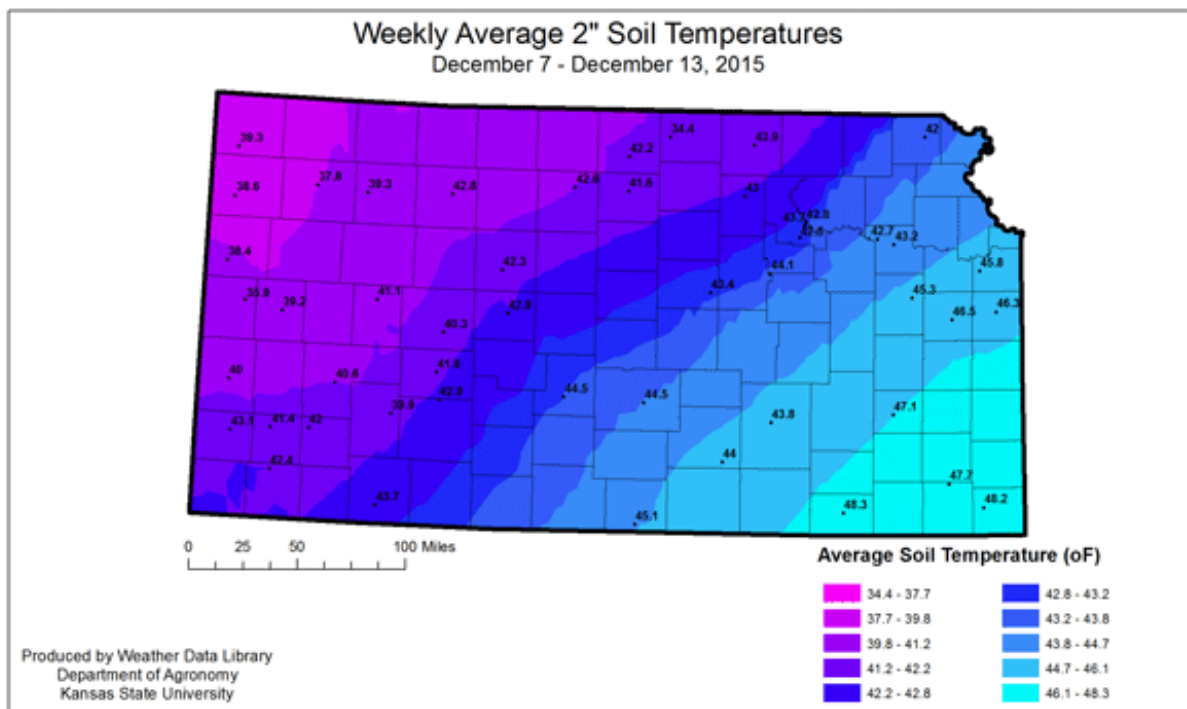 Weekly Average 2" Soil Temperatures
December 7 - December 13, 2015
39.3
34.4
43.9
42
42.2
38.6
37.8
39.3
42.8
42.8
41.6
43
43.7
42.8
42.7
43.2
38.4
42.3
44.1
45.8
39.2
41.1
42.9
43.4
45.3
46.5
46.3
40.3
40
40.6
41.6
42.9
44.5
44.5
39.9
43.1
41.4
42
43.8
47.1
42.4
44
47.7
43.7
45.1
48.3
48.2
0 25 50 100 Miles
Average Soil Temperature (oF)
34.4 - 37.7
37.7 - 39.8
39.8 - 41.2
41.2 - 42.2
42.2 - 42.8
42.8 - 43.2
43.2 - 43.8
43.8 - 44.7
44.7 - 46.1
46.1 - 48.3
Produced by Weather Data Library
Department of Agronomy
Kansas State University